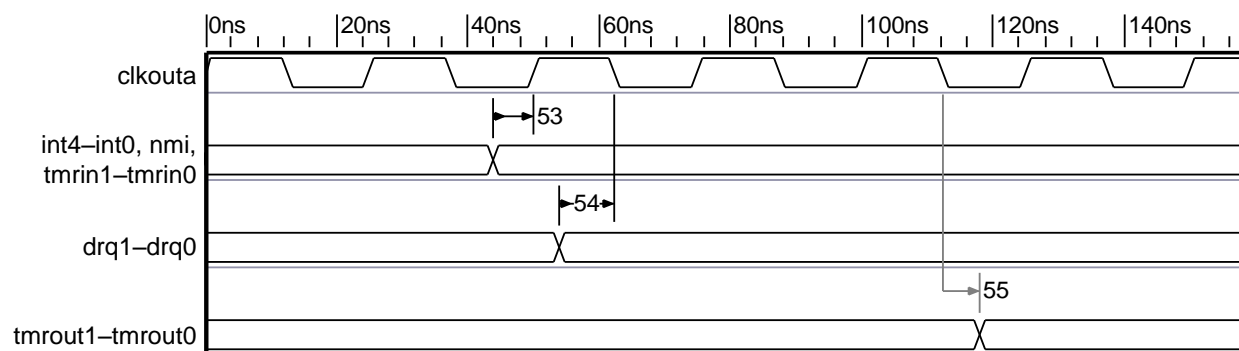 0ns 20ns 40ns 60ns 80ns 100ns 120ns 140ns
clkouta
53
int4–int0, nmi,
tmrin1–tmrin0
54
drq1–drq0
55
tmrout1–tmrout0